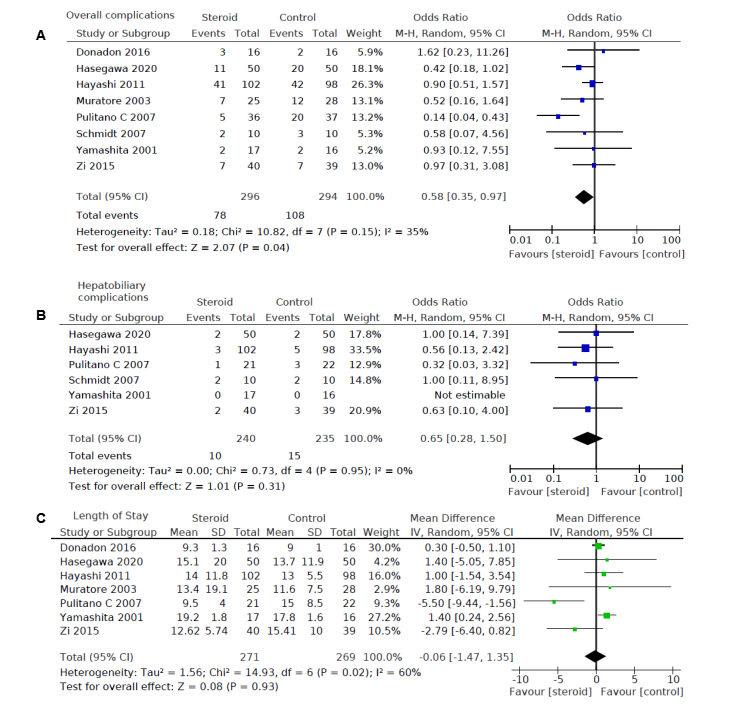 A
Overall complications Steroid Control Odds Ratio Odds Ratio
Study or Subgroup Events Total Events Total Weight M-H, Random, 95% CI M-H, Random, 95% CI
Donadon 2016 3 16 2 16 5.9% 1.62 [0.23, 11.26]
Hasegawa 2020 11 50 20 50 18.1% 0.42 [0.18, 1.02]
Hayashi 2011 41 102 42 98 26.3% 0.90 [0.51, 1.57]
Muratore 2003 7 25 12 28 13.3% 0.52 [0.16, 1.64]
Pulitano C 2007 5 36 20 37 13.4% 0.14 [0.04, 0.43]
Schmidt 2007 2 10 3 10 5.4% 0.58 [0.07, 4.56]
Yamashita 2001 2 17 2 16 5.2% 0.93 [0.12, 7.55]
Zi 2015 7 40 7 39 13.0% 0.97 [0.31, 3.08]
Total (95% CI) 296 294 100.0% 0.58 [0.35, 0.97]
Total events 78 108
Heterogeneity: Tau² = 0.18; Chi² = 10.82, df = 7 (P = 0.15); I² = 35%
Test for overall effect: Z = 2.07 (P = 0.04)
0.01 0.1 1 10 100
Favours [steroid] Favours [control]
B
Hepatobiliary
complications Steroid Control Odds Ratio Odds Ratio
Study or Subgroup Events Total Events Total Weight M-H, Random, 95% CI M-H, Random, 95% CI
Hasegawa 2020 2 50 2 50 17.8% 1.00 [0.14, 7.39]
Hayashi 2011 3 102 5 98 33.5% 0.56 [0.13, 2.42]
Pulitano C 2007 1 21 3 22 12.9% 0.32 [0.03, 3.32]
Schmidt 2007 2 10 2 10 14.8% 1.00 [0.11, 8.95]
Yamashita 2001 0 17 0 16 Not estimable
Zi 2015 2 40 3 39 20.9% 0.63 [0.10, 4.00]
Total (95% CI) 240 235 100.0% 0.65 [0.28, 1.50]
Total events 10 15
Heterogeneity: Tau² = 0.00; Chi² = 0.73, df = 4 (P = 0.95); I² = 0%
Test for overall effect: Z = 1.01 (P = 0.31)
0.01 0.1 1 10 100
Favour [steroid] Favour [control]
C
Length of Stay Steroid Control Mean Difference Mean Difference
Study or Subgroup Mean SD Total Mean SD Total Weight IV, Random, 95% CI IV, Random, 95% CI
Donadon 2016 9.3 1.3 16 9 1 16 30.0% 0.30 [-0.50, 1.10]
Hasegawa 2020 15.1 20 50 13.7 11.9 50 4.2% 1.40 [-5.05, 7.85]
Hayashi 2011 14 11.8 102 13 5.5 98 16.6% 1.00 [-1.54, 3.54]
Muratore 2003 13.4 19.1 25 11.6 7.5 28 2.8% 1.80 [-6.19, 9.79]
Pulitano C 2007 9.5 4 21 15 8.5 22 9.2% -5.50 [-9.44, -1.56]
Yamashita 2001 19.2 1.8 17 17.8 1.6 16 27.2% 1.40 [0.24, 2.56]
Zi 2015 12.62 5.74 40 15.41 10 39 10.5% -2.79 [-6.40, 0.82]
Total (95% CI) 271 269 100.0% -0.06 [-1.47, 1.35]
Heterogeneity: Tau² = 1.56; Chi² = 14.93, df = 6 (P = 0.02); I² = 60%
Test for overall effect: Z = 0.08 (P = 0.93)
-10 -5 0 5 10
Favour [steroid] Favour [control]